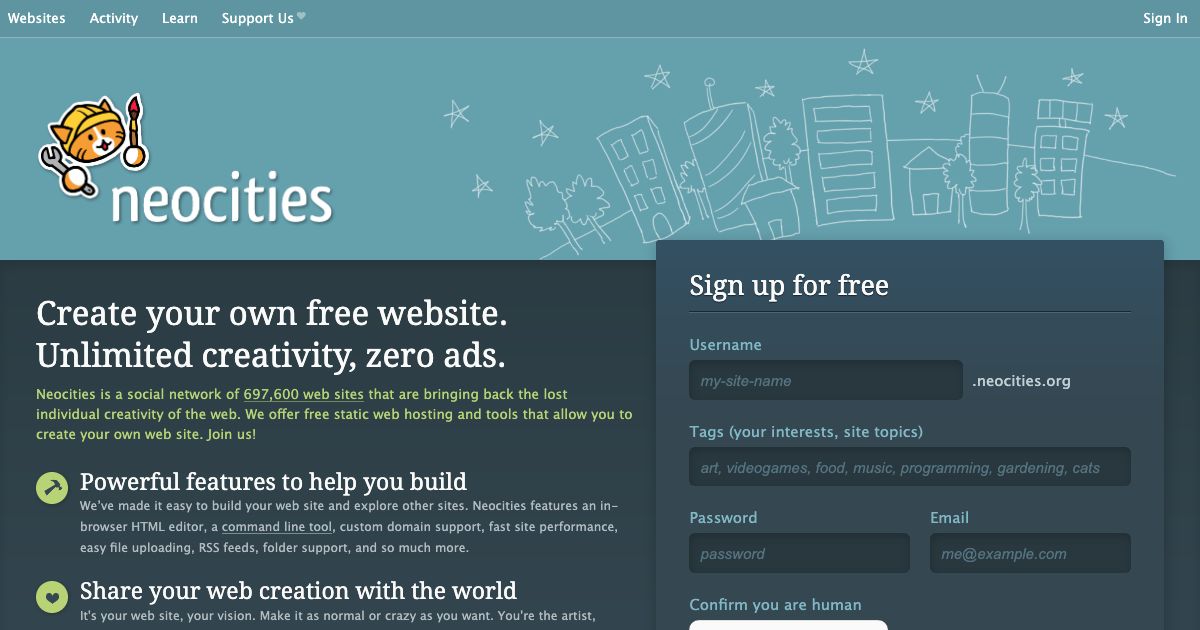 Websites Activity Learn Support Us♥ Sign In
neocities
Create your own free website.
Unlimited creativity, zero ads.
Neocities is a social network of 697,600 web sites that are bringing back the lost
individual creativity of the web. We offer free static web hosting and tools that allow you to
create your own web site. Join us!
Powerful features to help you build
We've made it easy to build your web site and explore other sites. Neocities features an in-
browser HTML editor, a command line tool, custom domain support, fast site performance,
easy file uploading, RSS feeds, folder support, and so much more.
Share your web creation with the world
It's your web site, your vision. Make it as normal or crazy as you want. You're the artist,
Sign up for free
Username
my-site-name .neocities.org
Tags (your interests, site topics)
art, videogames, food, music, programming, gardening, cats
Password Email
password me@example.com
Confirm you are human